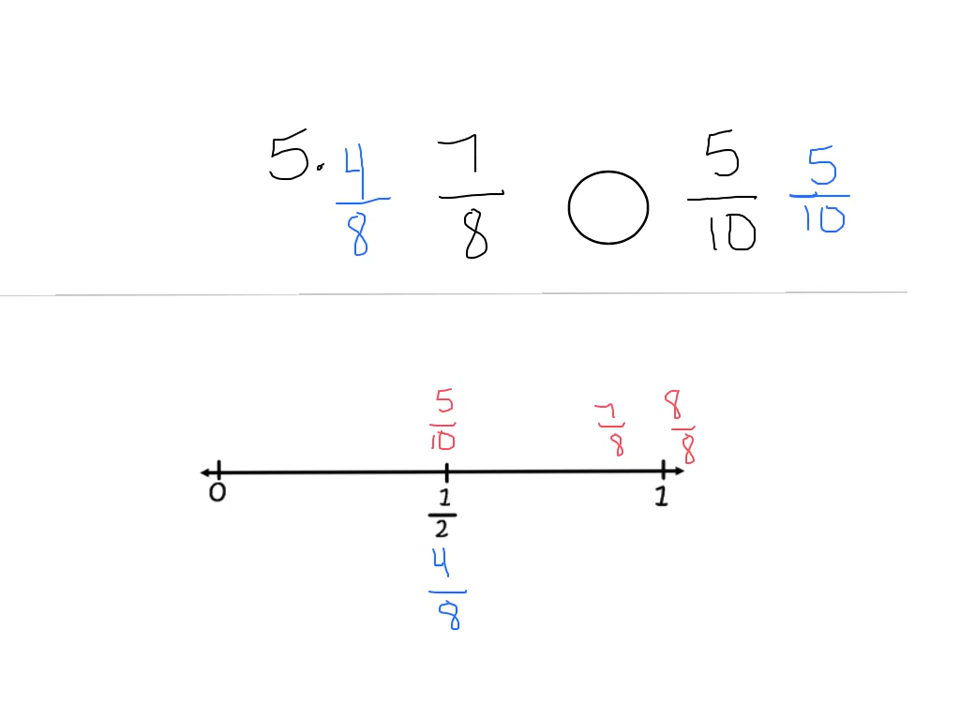 5. 4/8 7/8 ○ 5/10 5/10
5/10 7/8 8/8
0 1/2 1
4/8